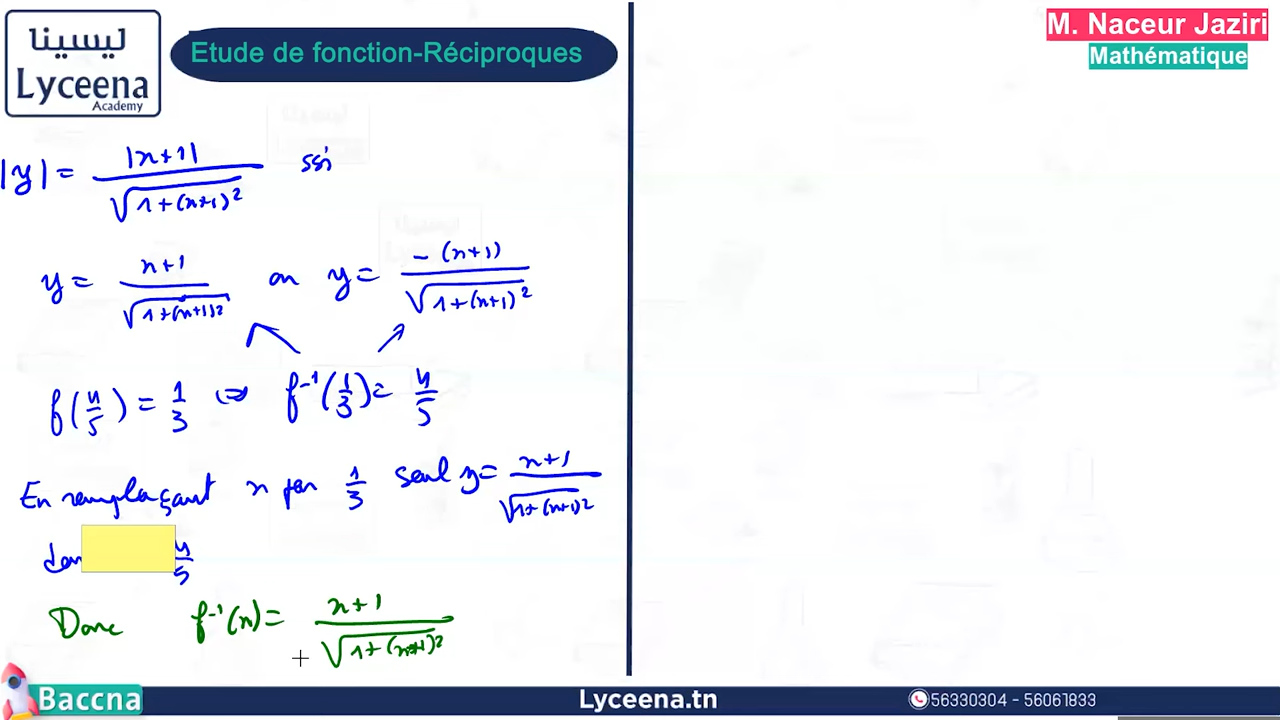 ليسينا
Lyceena
Academy
Etude de fonction-Réciproques
M. Naceur Jaziri
Mathématique
|y| = |x+1| / √(1+(x+1)²) ssi
y = x+1 / √(1+(x+1)²) ou y = -(x+1) / √(1+(x+1)²)
f(4/5) = 1/3 ⇔ f⁻¹(1/3) = 4/5
En remplaçant x par 1/3 seul y = x+1 / √(1+(x+1)²)
4/5
Donc f⁻¹(x) = x+1 / √(1+(x+1)²)
Baccna
Lyceena.tn
56330304 - 56061833